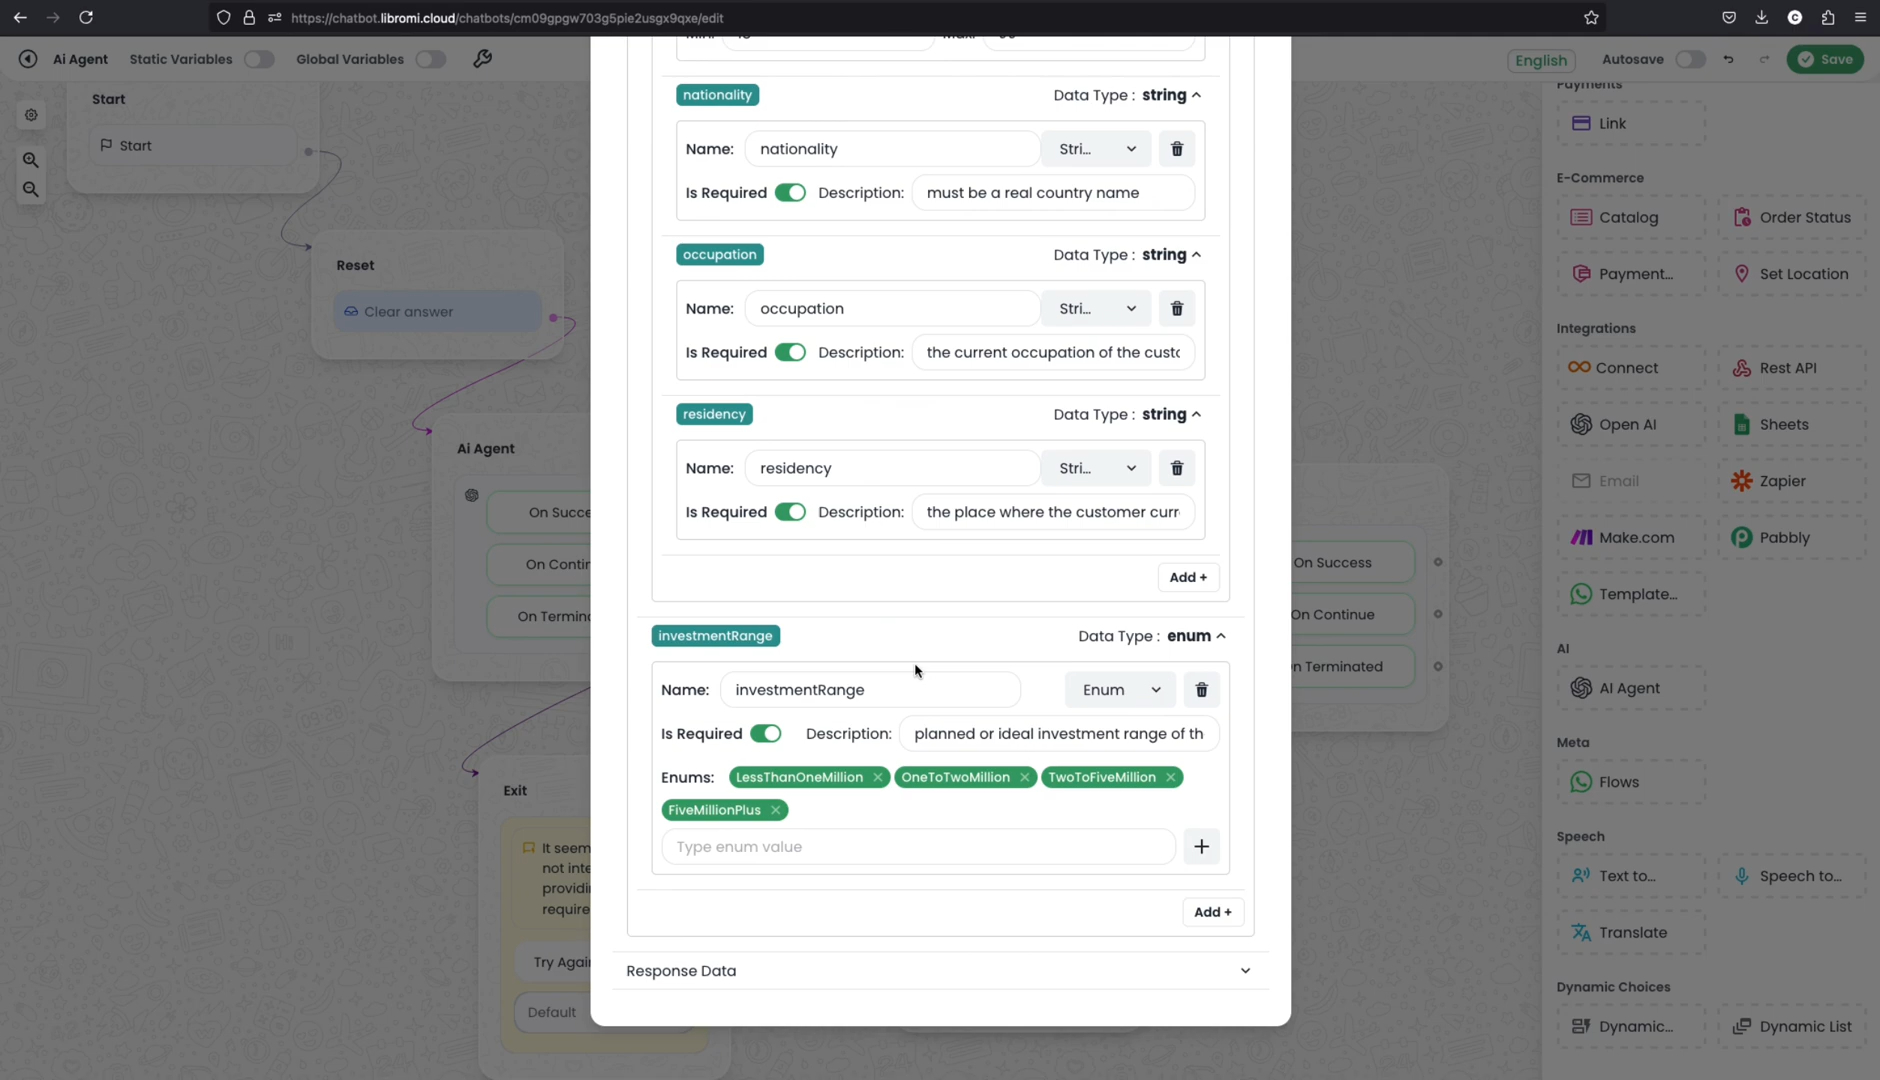 https://chatbot.libromi.cloud/chatbots/cm09gpgw703g5pie2usgx9qxe/edit
Ai Agent
Static Variables
Global Variables
English
Autosave
Save
Start
Start
Reset
Clear answer
Ai Agent
On Succe
On Contin
On Termina
Exit
It seem
not inte
providin
require
Try Again
Default
nationality
Data Type : string
Name: nationality Stri...
Is Required Description: must be a real country name
occupation
Data Type : string
Name: occupation Stri...
Is Required Description: the current occupation of the custo
residency
Data Type : string
Name: residency Stri...
Is Required Description: the place where the customer curr
Add +
investmentRange
Data Type : enum
Name: investmentRange Enum
Is Required Description: planned or ideal investment range of th
Enums: LessThanOneMillion OneToTwoMillion TwoToFiveMillion
FiveMillionPlus
Type enum value
Add +
Response Data
On Success
On Continue
n Terminated
Payments
Link
E-Commerce
Catalog Order Status
Payment... Set Location
Integrations
Connect Rest API
Open AI Sheets
Email Zapier
Make.com Pabbly
Template...
AI
AI Agent
Meta
Flows
Speech
Text to... Speech to...
Translate
Dynamic Choices
Dynamic... Dynamic List